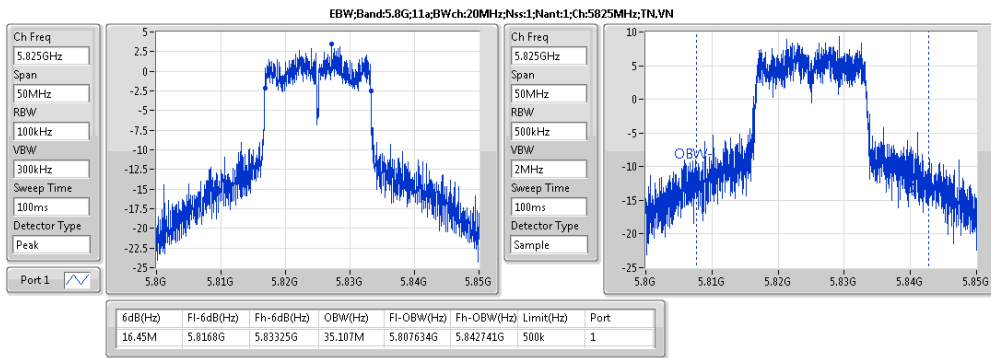 EBW;Band:5.8G;11a;BWch:20MHz;Nss:1;Nant:1;Ch:5825MHz;TN,VN
Ch Freq
5.825GHz
Span
50MHz
RBW
100kHz
VBW
300kHz
Sweep Time
100ms
Detector Type
Peak
Port 1
5
2.5
0
-2.5
-5
-7.5
-10
-12.5
-15
-17.5
-20
-22.5
-25
5.8G 5.81G 5.82G 5.83G 5.84G 5.85G
Ch Freq
5.825GHz
Span
50MHz
RBW
500kHz
VBW
2MHz
Sweep Time
100ms
Detector Type
Sample
10
5
0
-5
-10
-15
-20
-25
OBW
5.8G 5.81G 5.82G 5.83G 5.84G 5.85G
6dB(Hz) Fl-6dB(Hz) Fh-6dB(Hz) OBW(Hz) Fl-OBW(Hz) Fh-OBW(Hz) Limit(Hz) Port
16.45M 5.8168G 5.83325G 35.107M 5.807634G 5.842741G 500k 1